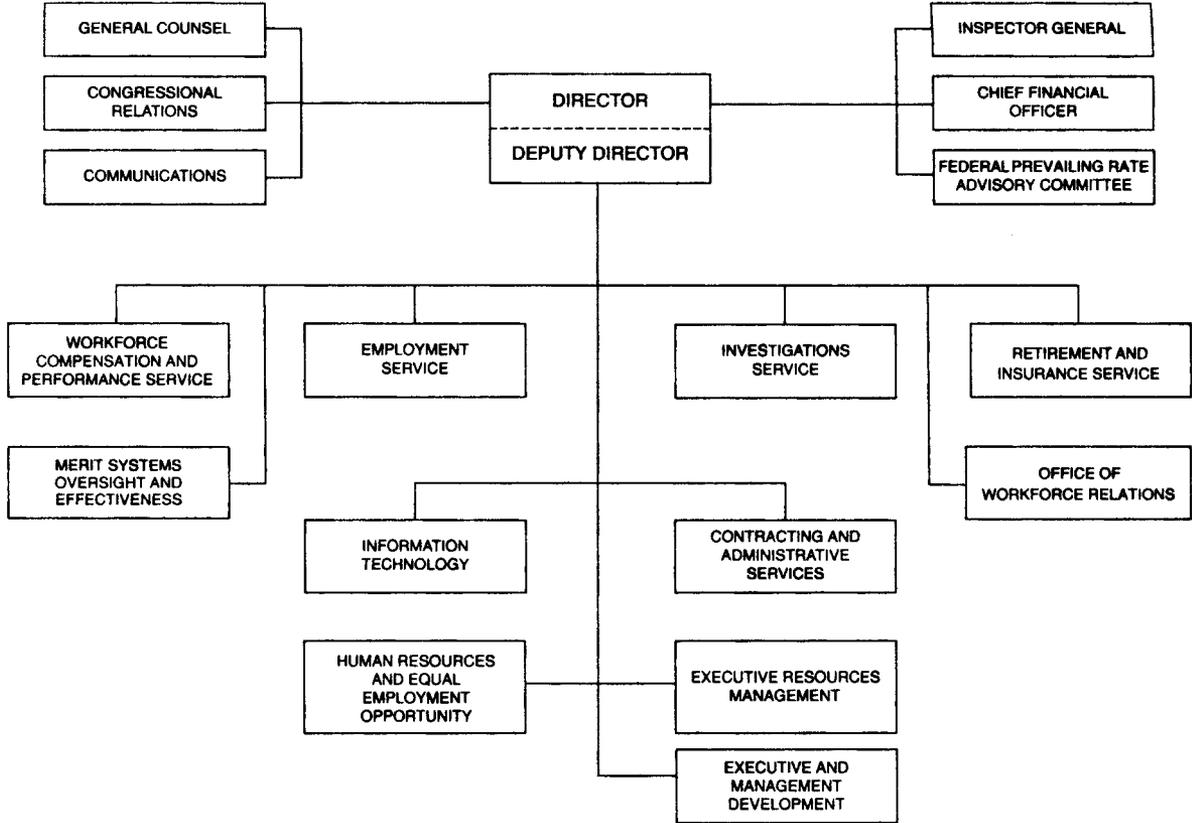 GENERAL COUNSEL
CONGRESSIONAL
RELATIONS
COMMUNICATIONS
DIRECTOR
DEPUTY DIRECTOR
INSPECTOR GENERAL
CHIEF FINANCIAL
OFFICER
FEDERAL PREVAILING RATE
ADVISORY COMMITTEE
WORKFORCE
COMPENSATION AND
PERFORMANCE SERVICE
EMPLOYMENT
SERVICE
INVESTIGATIONS
SERVICE
RETIREMENT AND
INSURANCE SERVICE
MERIT SYSTEMS
OVERSIGHT AND
EFFECTIVENESS
OFFICE OF
WORKFORCE RELATIONS
INFORMATION
TECHNOLOGY
CONTRACTING AND
ADMINISTRATIVE
SERVICES
HUMAN RESOURCES
AND EQUAL
EMPLOYMENT
OPPORTUNITY
EXECUTIVE RESOURCES
MANAGEMENT
EXECUTIVE AND
MANAGEMENT
DEVELOPMENT